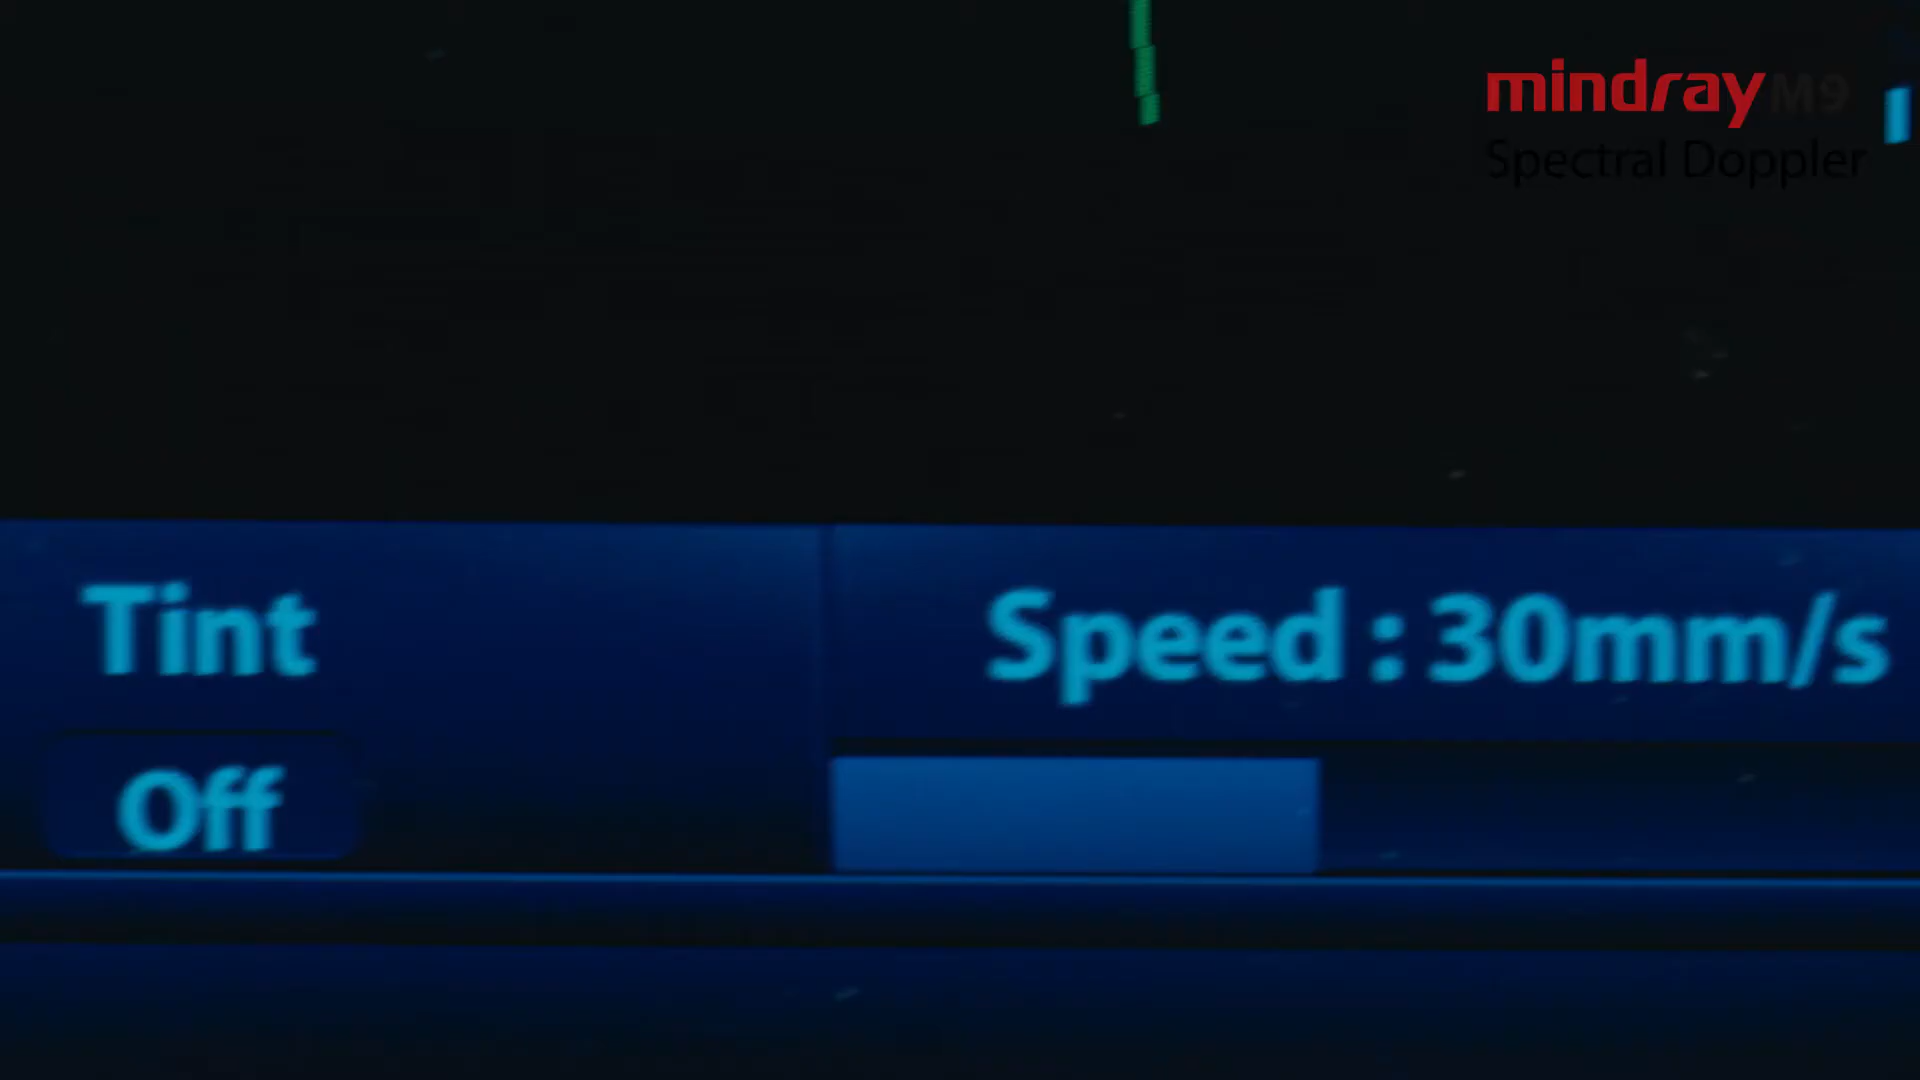 mindray M9
Spectral Doppler
Tint
Speed : 30mm/s
Off